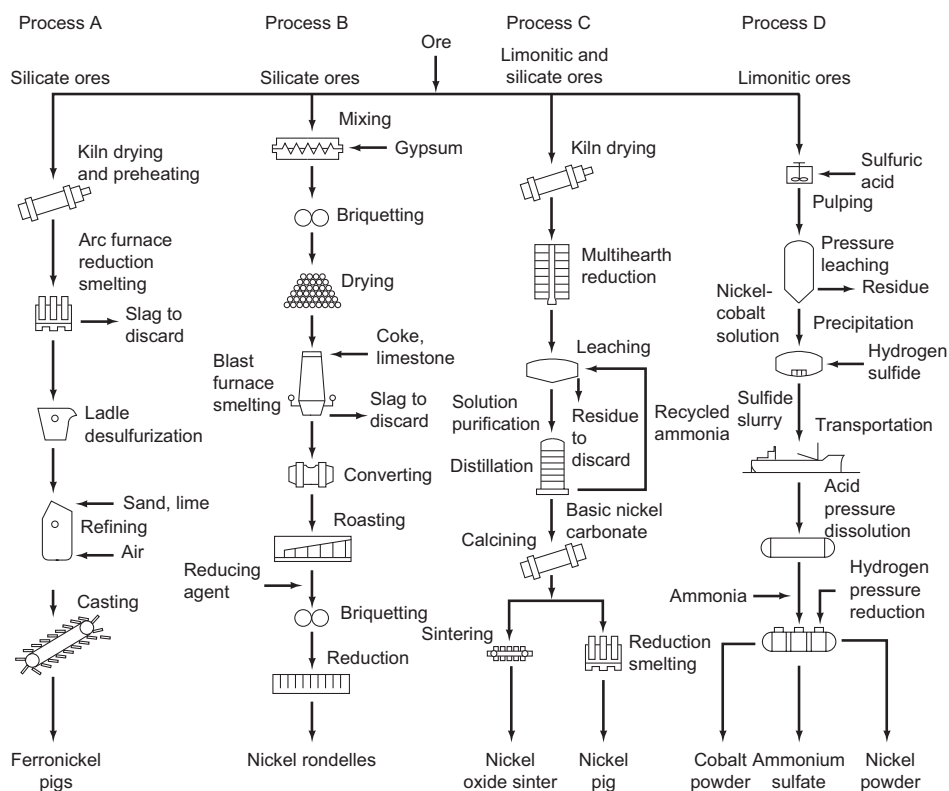 Process A
Process B
Process C
Process D
Ore
Silicate ores
Silicate ores
Limonitic and
silicate ores
Limonitic ores
Kiln drying
and preheating
Arc furnace
reduction
smelting
Slag to
discard
Ladle
desulfurization
Sand, lime
Refining
Air
Casting
Ferronickel
pigs
Mixing
Gypsum
Briquetting
Drying
Coke,
limestone
Blast
furnace
smelting
Slag to
discard
Converting
Roasting
Reducing
agent
Briquetting
Reduction
Nickel rondelles
Kiln drying
Multihearth
reduction
Leaching
Solution
purification
Residue
to
discard
Recycled
ammonia
Distillation
Basic nickel
carbonate
Calcining
Sintering
Reduction
smelting
Nickel
oxide sinter
Nickel
pig
Sulfuric
acid
Pulping
Pressure
leaching
Residue
Nickel-
cobalt
solution
Precipitation
Hydrogen
sulfide
Sulfide
slurry
Transportation
Acid
pressure
dissolution
Ammonia
Hydrogen
pressure
reduction
Cobalt
powder
Ammonium
sulfate
Nickel
powder